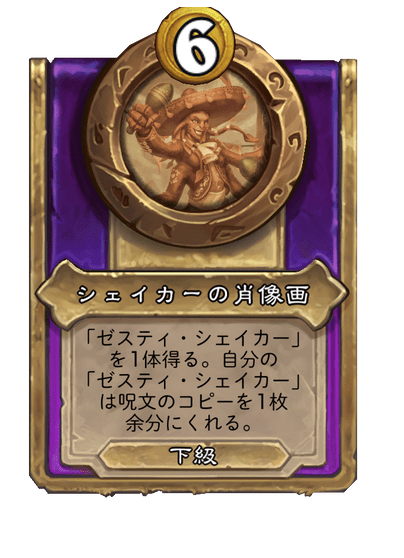 6
シェイカーの肖像画
「ゼスティ・シェイカー」
を1体得る。自分の
「ゼスティ・シェイカー」
は呪文のコピーを1枚
余分にくれる。
下級